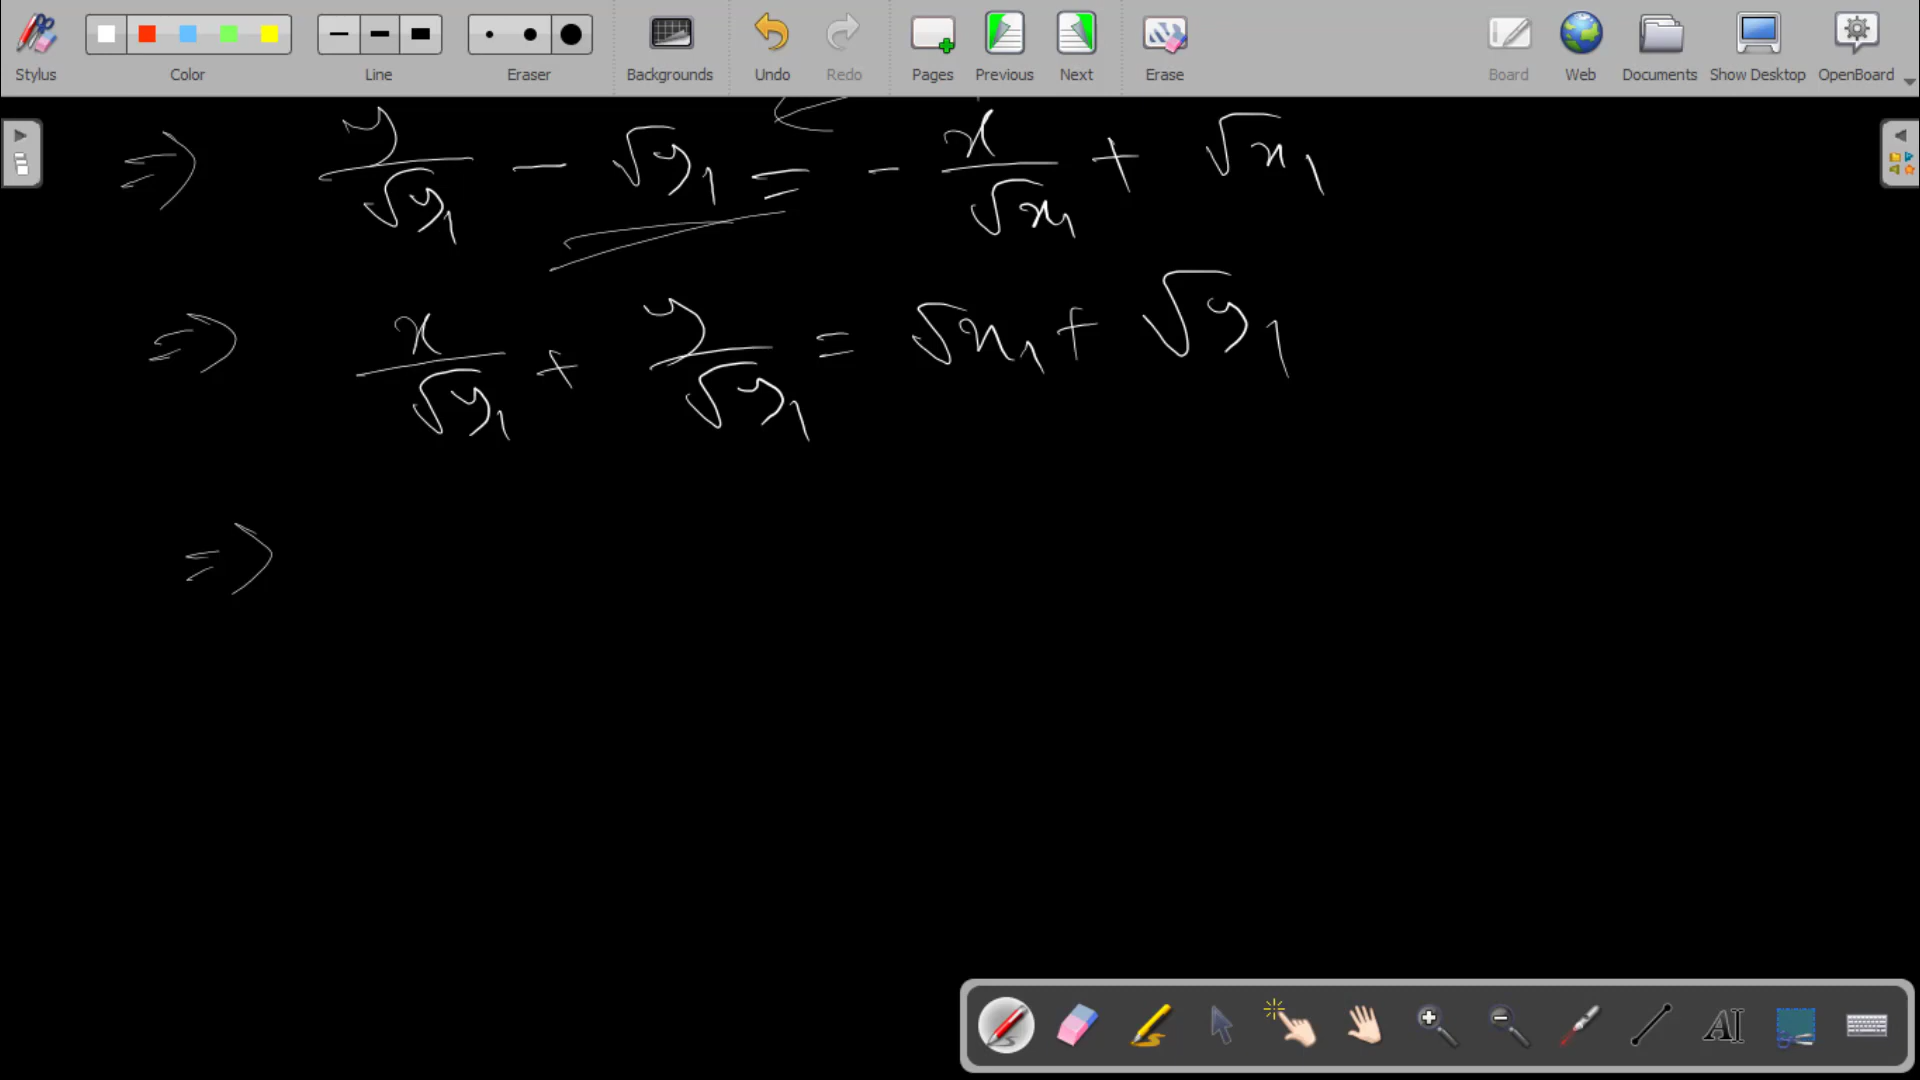 Stylus Color Line Eraser Backgrounds Undo Redo Pages Previous Next Erase Board Web Documents Show Desktop OpenBoard
⇒ y/√y₁ - √y₁ = - x/√x₁ + √x₁
⇒ x/√y₁ + y/√y₁ = √x₁ + √y₁
⇒
AI